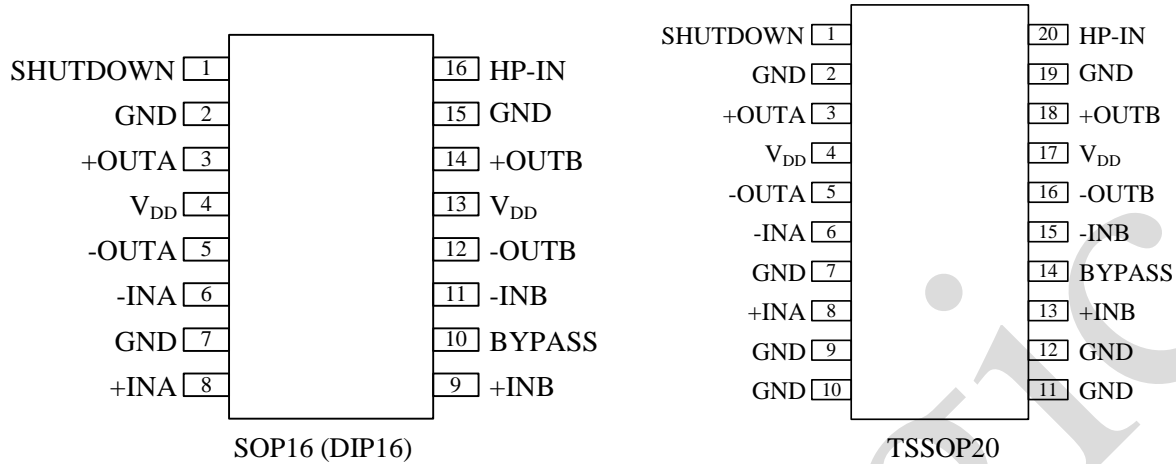 SHUTDOWN 1 16 HP-IN
GND 2 15 GND
+OUTA 3 14 +OUTB
VDD 4 13 VDD
-OUTA 5 12 -OUTB
-INA 6 11 -INB
GND 7 10 BYPASS
+INA 8 9 +INB
SOP16 (DIP16)
SHUTDOWN 1 20 HP-IN
GND 2 19 GND
+OUTA 3 18 +OUTB
VDD 4 17 VDD
-OUTA 5 16 -OUTB
-INA 6 15 -INB
GND 7 14 BYPASS
+INA 8 13 +INB
GND 9 12 GND
GND 10 11 GND
TSSOP20